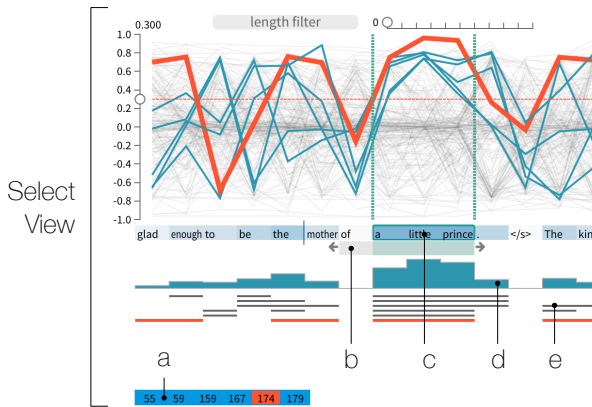 0.300
length filter
0
1.0
0.8
0.6
0.4
0.2
0.0
-0.2
-0.4
-0.6
-0.8
-1.0
Select
View
glad enough to be the mother of a little prince . </s> The kin
a
b
c
d
e
55 59 159 167 174 179